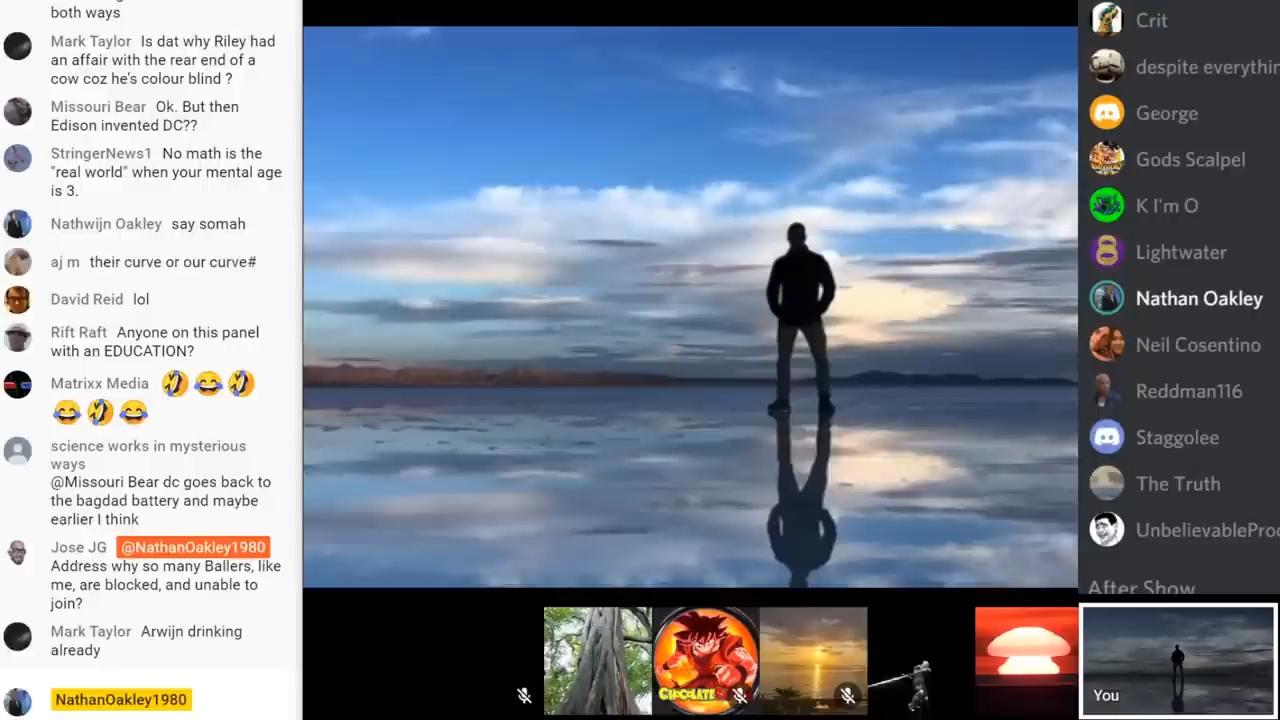 both ways
Mark Taylor Is dat why Riley had
an affair with the rear end of a
cow coz he's colour blind ?
Missouri Bear Ok. But then
Edison invented DC??
StringerNews1 No math is the
"real world" when your mental age
is 3.
Nathwijn Oakley say somah
aj m their curve or our curve#
David Reid lol
Rift Raft Anyone on this panel
with an EDUCATION?
Matrixx Media 🤣😂🤣
😂🤣😂
science works in mysterious
ways
@Missouri Bear dc goes back to
the bagdad battery and maybe
earlier I think
Jose JG @NathanOakley1980
Address why so many Ballers, like
me, are blocked, and unable to
join?
Mark Taylor Arwijn drinking
already
NathanOakley1980
CHOCOLATE
You
Crit
despite everythin
George
Gods Scalpel
K I'm O
Lightwater
Nathan Oakley
Neil Cosentino
Reddman116
Staggolee
The Truth
UnbelievableProd
After Show